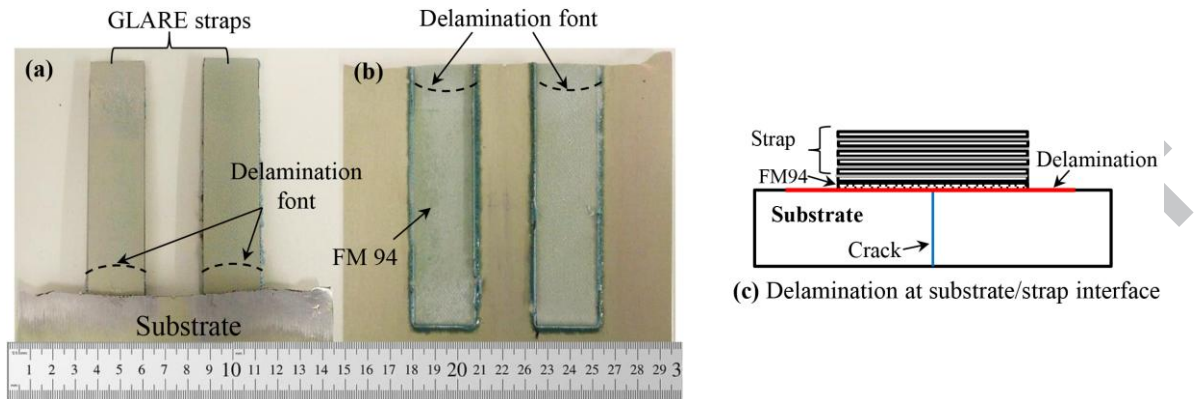 GLARE straps
(a)
Delamination
font
Substrate
Delamination font
(b)
FM 94
1 2 3 4 5 6 7 8 9 10 11 12 13 14 15 16 17 18 19 20 21 26 23 24 25 26 27 28 29 3
Strap
FM94
Delamination
Substrate
Crack
(c) Delamination at substrate/strap interface